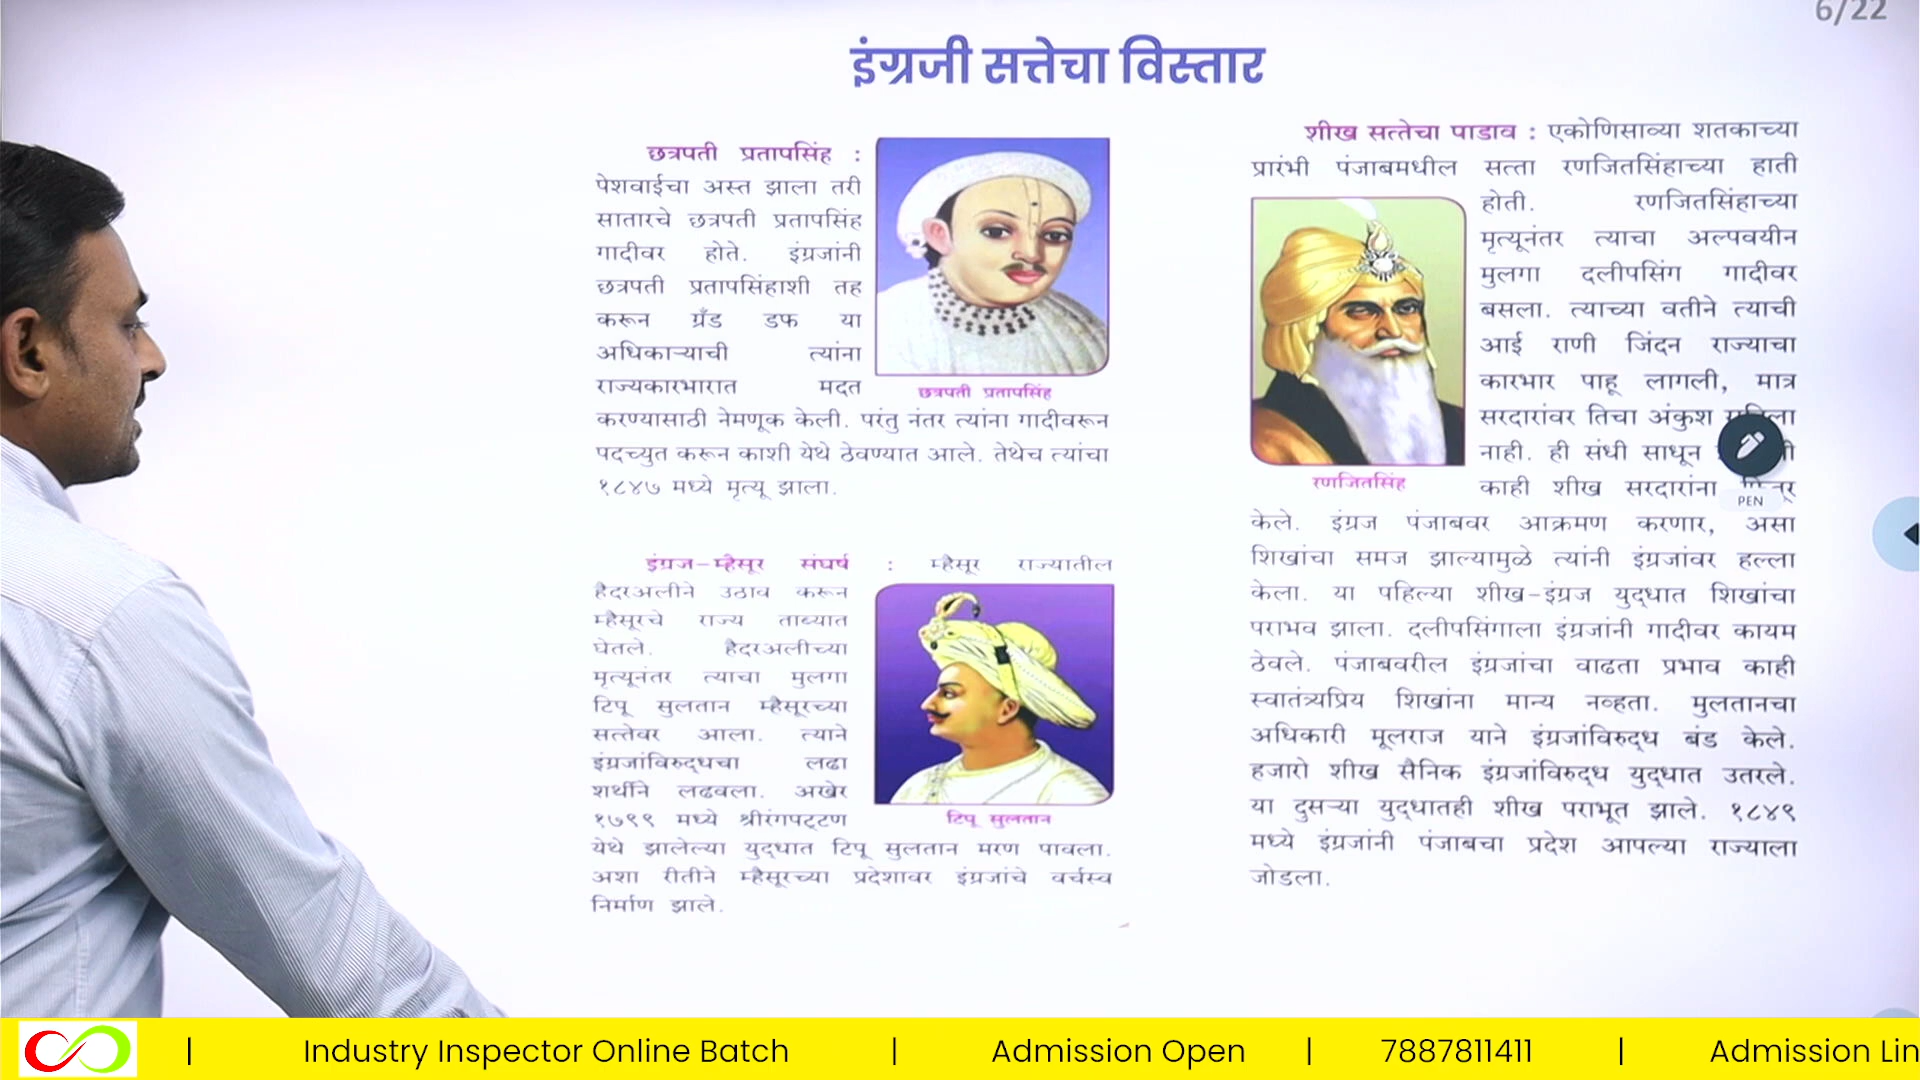 6/22
इंग्रजी सत्तेचा विस्तार
छत्रपती प्रतापसिंह :
पेशवाईचा अस्त झाला तरी
सातारचे छत्रपती प्रतापसिंह
गादीवर होते. इंग्रजांनी
छत्रपती प्रतापसिंहाशी तह
करून ग्रँड डफ या
अधिकाऱ्याची त्यांना
राज्यकारभारात मदत
करण्यासाठी नेमणूक केली. परंतु नंतर त्यांना गादीवरून
पदच्युत करून काशी येथे ठेवण्यात आले. तेथेच त्यांचा
१८४७ मध्ये मृत्यू झाला.
छत्रपती प्रतापसिंह
इंग्रज-म्हैसूर संघर्ष : म्हैसूर राज्यातील
हैदरअलीने उठाव करून
म्हैसूरचे राज्य ताब्यात
घेतले. हैदरअलीच्या
मृत्यूनंतर त्याचा मुलगा
टिपू सुलतान म्हैसूरच्या
सत्तेवर आला. त्याने
इंग्रजांविरुद्धचा लढा
शर्थीने लढवला. अखेर
१७९९ मध्ये श्रीरंगपट्टण
येथे झालेल्या युद्धात टिपू सुलतान मरण पावला.
अशा रीतीने म्हैसूरच्या प्रदेशावर इंग्रजांचे वर्चस्व
निर्माण झाले.
टिपू सुलतान
शीख सत्तेचा पाडाव : एकोणिसाव्या शतकाच्या
प्रारंभी पंजाबमधील सत्ता रणजितसिंहाच्या हाती
होती. रणजितसिंहाच्या
मृत्यूनंतर त्याचा अल्पवयीन
मुलगा दलीपसिंग गादीवर
बसला. त्याच्या वतीने त्याची
आई राणी जिंदन राज्याचा
कारभार पाहू लागली, मात्र
सरदारांवर तिचा अंकुश
नाही. ही संधी साधून
काही शीख सरदारांना
केले. इंग्रज पंजाबवर आक्रमण करणार, असा
शिखांचा समज झाल्यामुळे त्यांनी इंग्रजांवर हल्ला
केला. या पहिल्या शीख-इंग्रज युद्धात शिखांचा
पराभव झाला. दलीपसिंगाला इंग्रजांनी गादीवर कायम
ठेवले. पंजाबवरील इंग्रजांचा वाढता प्रभाव काही
स्वातंत्र्यप्रिय शिखांना मान्य नव्हता. मुलतानचा
अधिकारी मूलराज याने इंग्रजांविरुद्ध बंड केले.
हजारो शीख सैनिक इंग्रजांविरुद्ध युद्धात उतरले.
या दुसऱ्या युद्धातही शीख पराभूत झाले. १८४९
मध्ये इंग्रजांनी पंजाबचा प्रदेश आपल्या राज्याला
जोडला.
रणजितसिंह
PEN
| Industry Inspector Online Batch | Admission Open | 7887811411 | Admission Lin